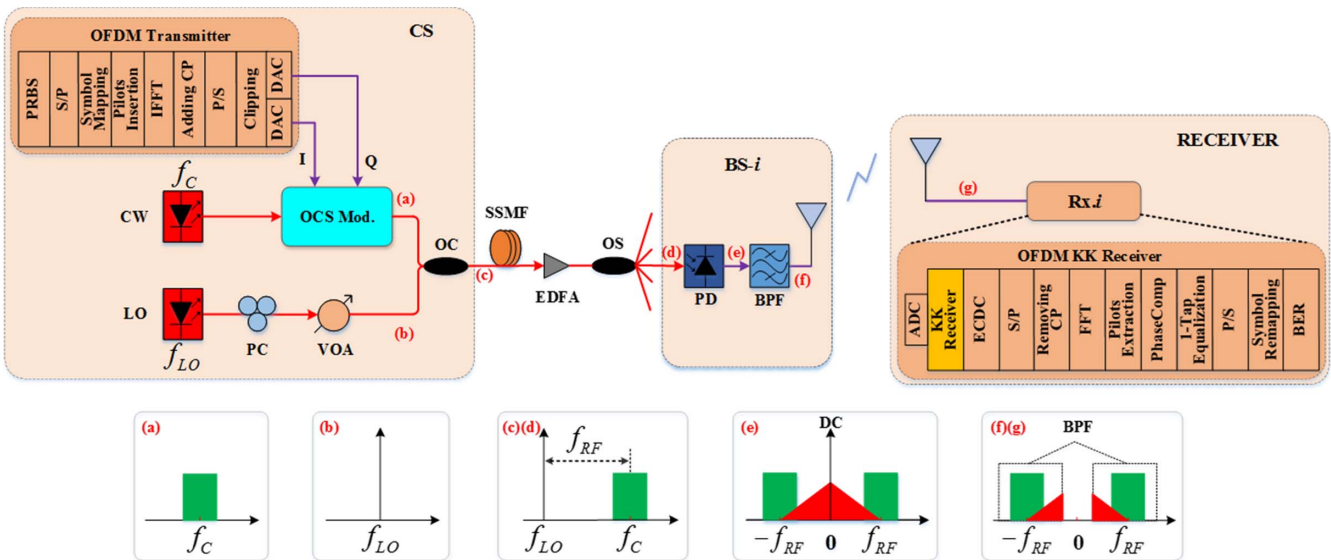 CS
OFDM Transmitter
PRBS
S/P
Symbol
Mapping
Pilots
Insertion
IFFT
Adding CP
P/S
Clipping
DAC
DAC
I
Q
f_C
CW
OCS Mod.
(a)
LO
f_LO
PC
VOA
(b)
OC
(c)
SSMF
EDFA
OS
BS-i
(d)
PD
(e)
BPF
(f)
RECEIVER
(g)
Rx.i
OFDM KK Receiver
ADC
KK
Receiver
ECDC
S/P
Removing
CP
FFT
Pilots
Extraction
PhaseComp
1-Tap
Equalization
P/S
Symbol
Remapping
BER
(a)
f_C
(b)
f_LO
(c)(d)
f_RF
f_LO
f_C
(e)
DC
-f_RF
0
f_RF
(f)(g)
BPF
-f_RF
0
f_RF